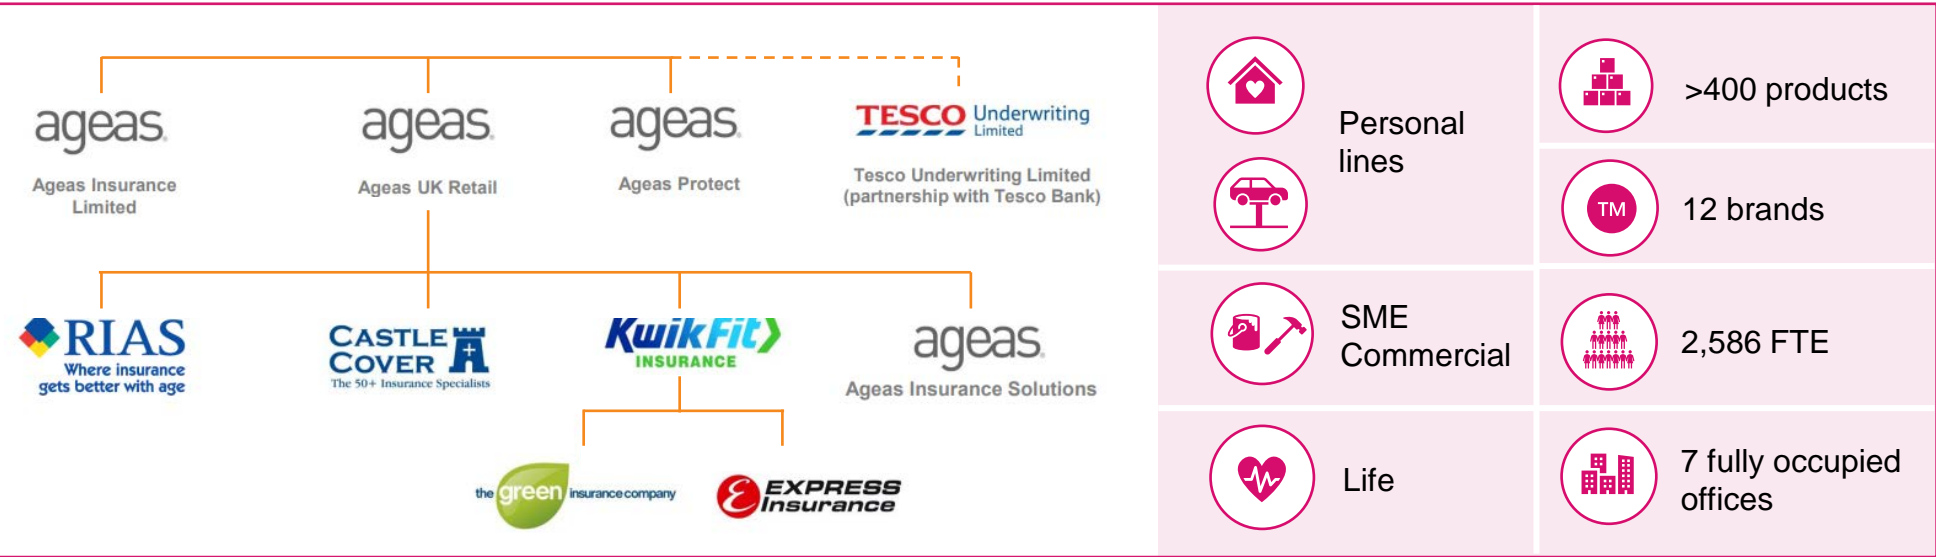 ageas
Ageas Insurance
Limited
ageas
Ageas UK Retail
ageas
Ageas Protect
TESCO Underwriting
Limited
Tesco Underwriting Limited
(partnership with Tesco Bank)
RIAS
Where insurance
gets better with age
CASTLE
COVER
The 50+ Insurance Specialists
KwikFit
INSURANCE
ageas
Ageas Insurance Solutions
the green insurance company
E EXPRESS
Insurance
Personal
lines
SME
Commercial
Life
>400 products
TM
12 brands
2,586 FTE
7 fully occupied
offices